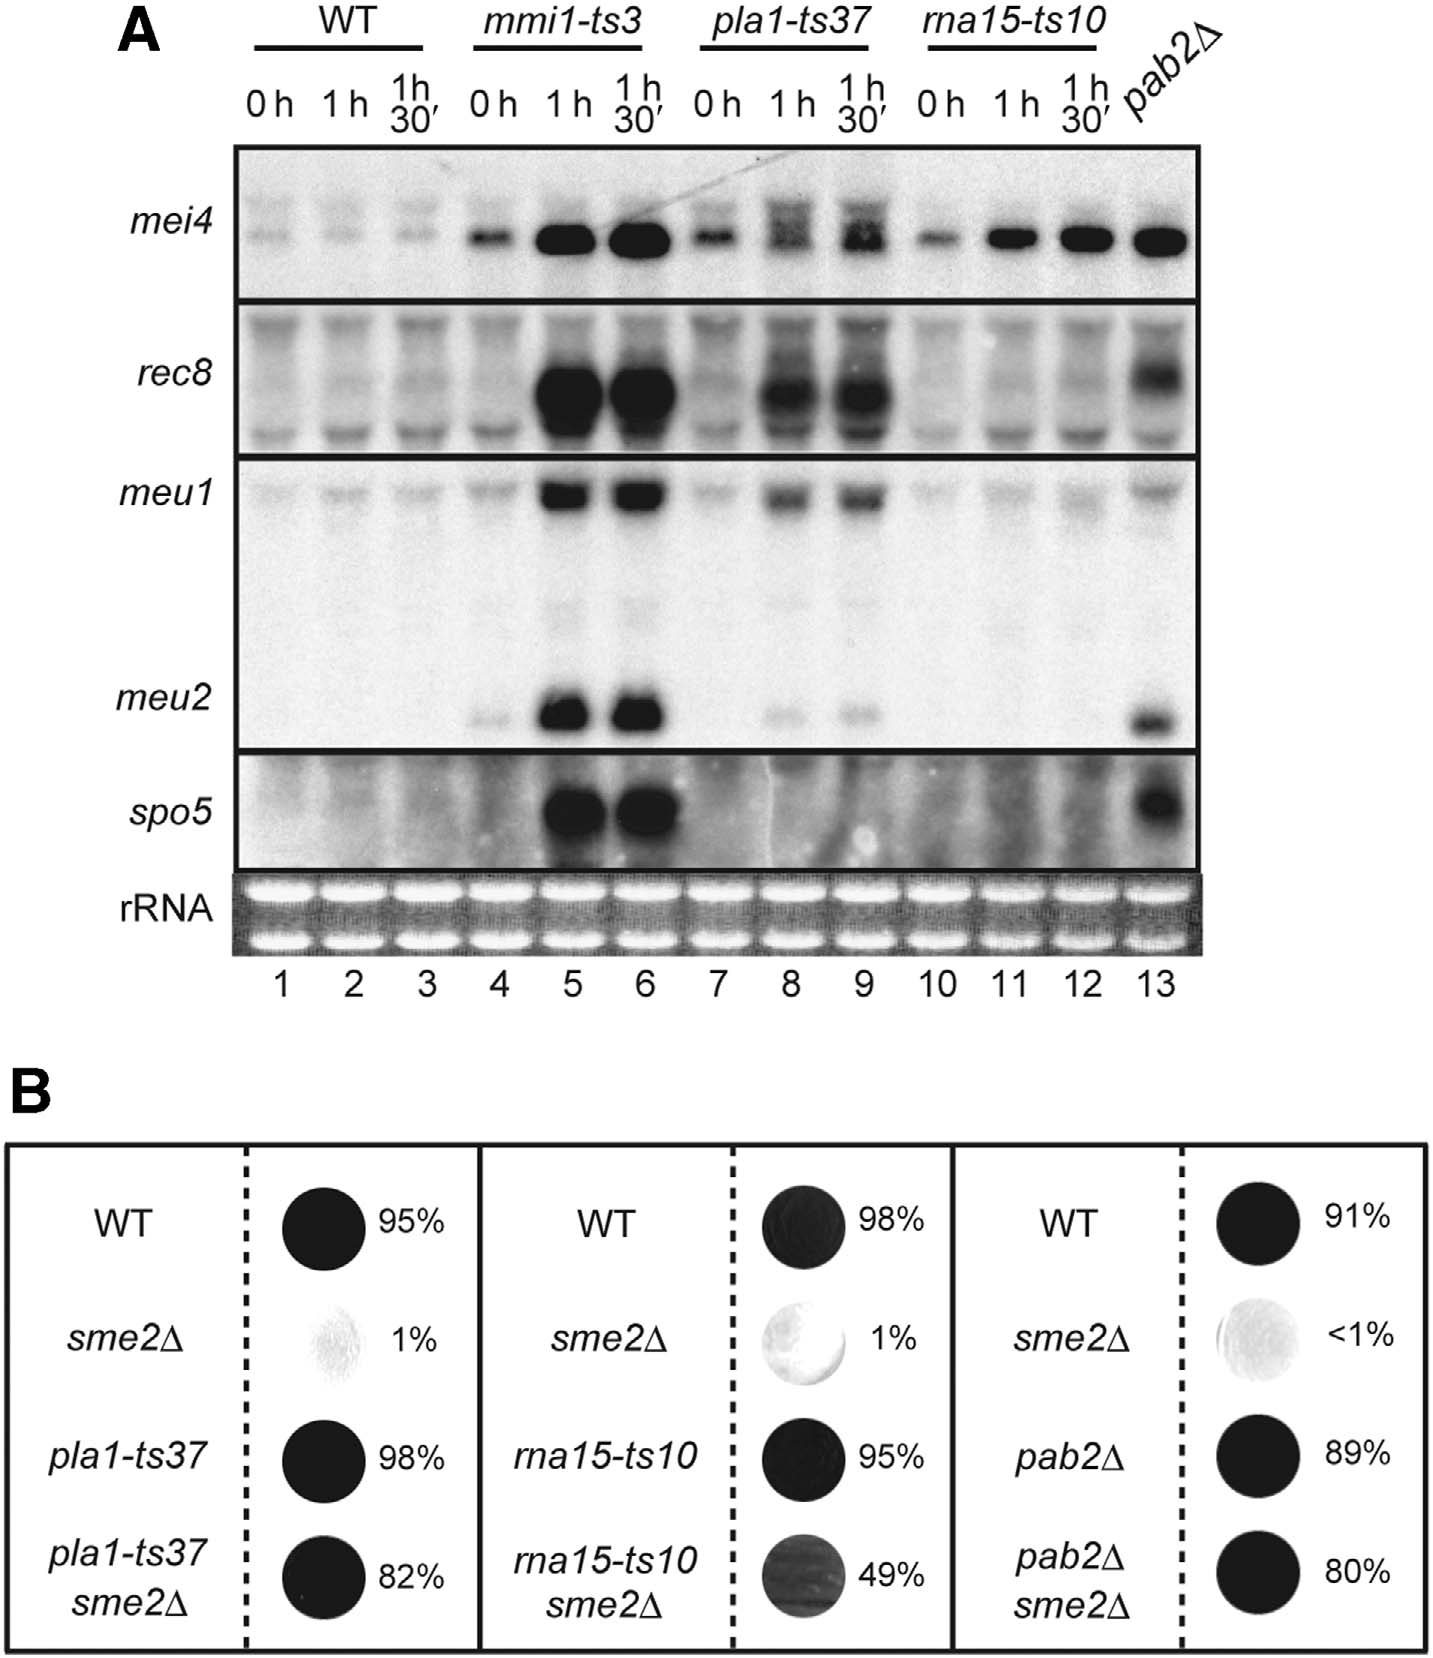 A
WT mmi1-ts3 pla1-ts37 rna15-ts10 pab2Δ
0 h 1 h 1h 30' 0 h 1 h 1 h 30' 0 h 1 h 1 h 30' 0 h 1 h 1 h 30'
mei4
rec8
meu1
meu2
spo5
rRNA
1 2 3 4 5 6 7 8 9 10 11 12 13
B
WT 95% WT 98% WT 91%
sme2Δ 1% sme2Δ 1% sme2Δ <1%
pla1-ts37 98% rna15-ts10 95% pab2Δ 89%
pla1-ts37 rna15-ts10 pab2Δ
82% 49% 80%
sme2Δ sme2Δ sme2Δ